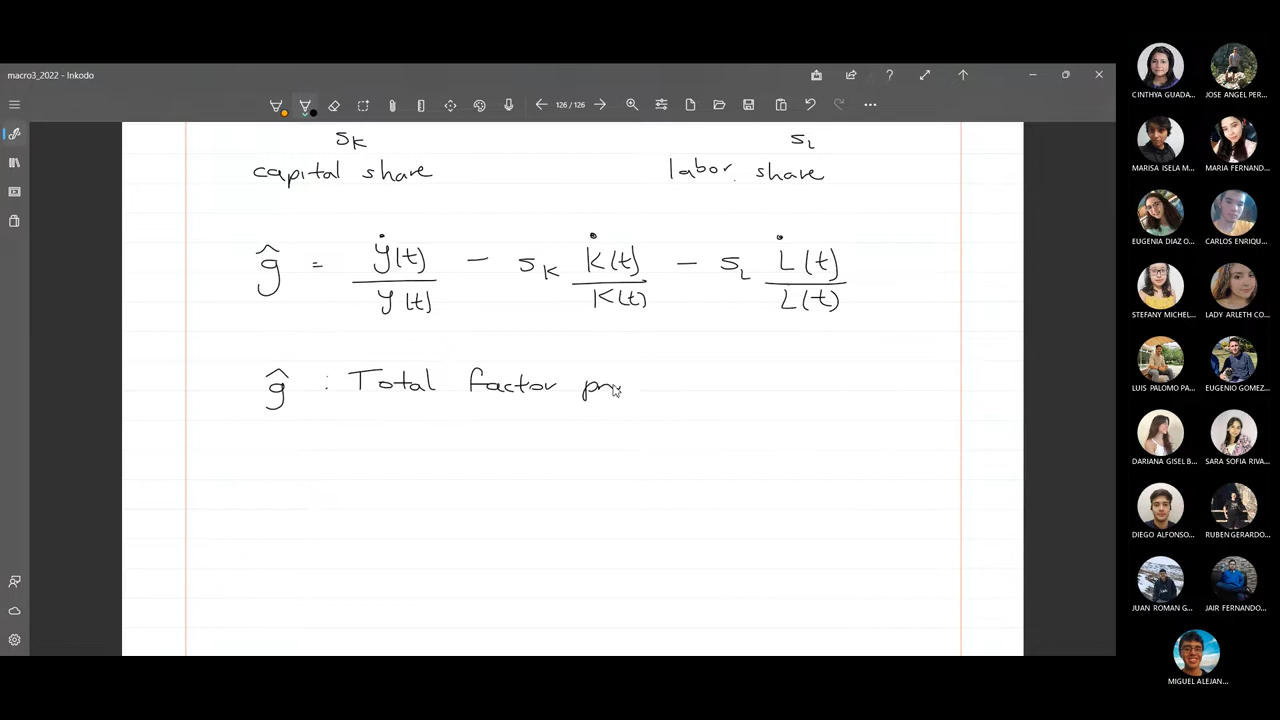 macro3_2022 - Inkodo
126 / 126
s_K s_L
capital share labor. share
ĝ = Ẏ(t)/Y(t) - s_K K̇(t)/K(t) - s_L L̇(t)/L(t)
ĝ : Total factor pr
CINTHYA GUADA... JOSE ANGEL PER...
MARISA ISELA M... MARIA FERNAND...
EUGENIA DIAZ O... CARLOS ENRIQU...
STEFANY MICHEL... LADY ARLETH CO...
LUIS PALOMO PA... EUGENIO GOMEZ...
DARIANA GISEL B... SARA SOFIA RIVA...
DIEGO ALFONSO... RUBEN GERARDO...
JUAN ROMAN G... JAIR FERNANDO...
MIGUEL ALEJAN...